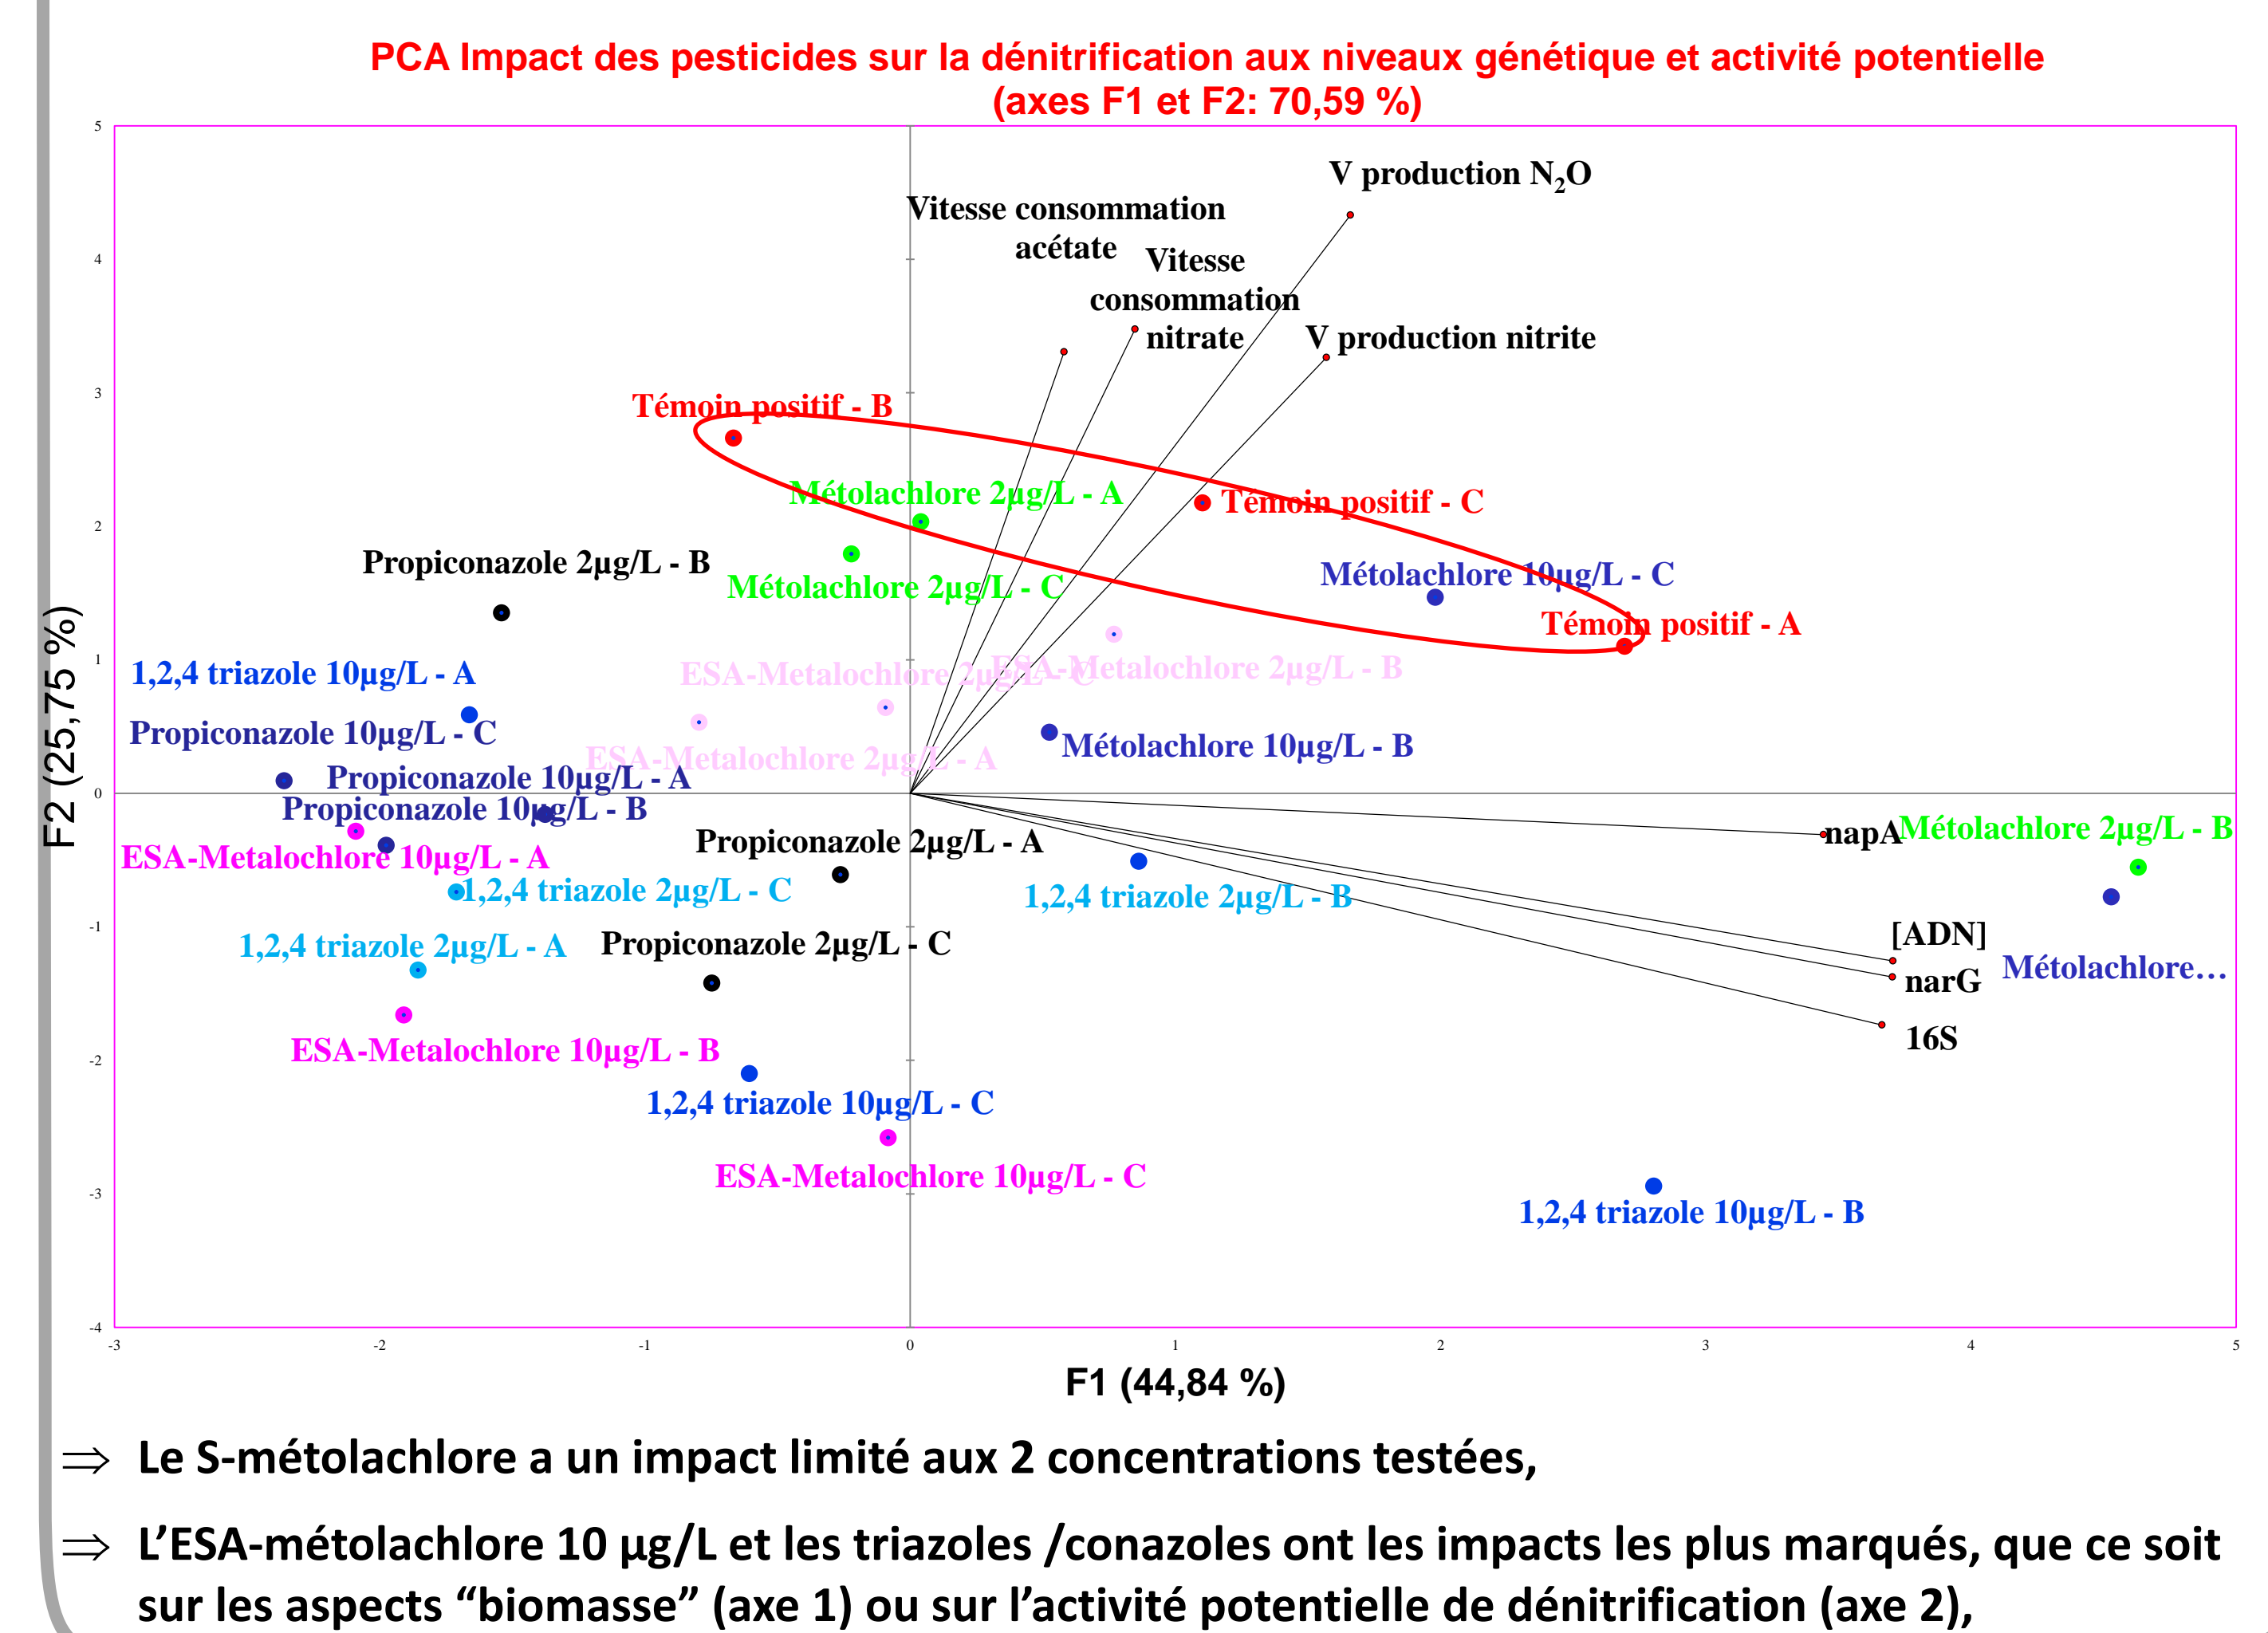 PCA Impact des pesticides sur la dénitrification aux niveaux génétique et activité potentielle
(axes F1 et F2: 70,59 %)
5
V production N₂O
Vitesse consommation
acétate
4
Vitesse
consommation
nitrate
V production nitrite
3
Témoin positif - B
Métolachlore 2µg/L - A
Témoin positif - C
2
Propiconazole 2µg/L - B
Métolachlore 2µg/L - C
Métolachlore 10µg/L - C
Témoin positif - A
1
1,2,4 triazole 10µg/L - A
ESA-Metalochlore 2µg/L - C
ESA-Metalochlore 2µg/L - B
Propiconazole 10µg/L - C
Métolachlore 10µg/L - B
ESA-Metalochlore 2µg/L - A
F2 (25,75 %)
Propiconazole 10µg/L - A
0
Propiconazole 10µg/L - B
Propiconazole 2µg/L - A
napA
Métolachlore 2µg/L - B
ESA-Metalochlore 10µg/L - A
1,2,4 triazole 2µg/L - C
1,2,4 triazole 2µg/L - B
-1
1,2,4 triazole 2µg/L - A
Propiconazole 2µg/L - C
[ADN]
Métolachlore…
narG
16S
ESA-Metalochlore 10µg/L - B
-2
1,2,4 triazole 10µg/L - C
ESA-Metalochlore 10µg/L - C
-3
1,2,4 triazole 10µg/L - B
-4
-3 -2 -1 0 1 2 3 4 5
F1 (44,84 %)
⇒ Le S-métolachlore a un impact limité aux 2 concentrations testées,
⇒ L’ESA-métolachlore 10 µg/L et les triazoles /conazoles ont les impacts les plus marqués, que ce soit
sur les aspects “biomasse” (axe 1) ou sur l’activité potentielle de dénitrification (axe 2),